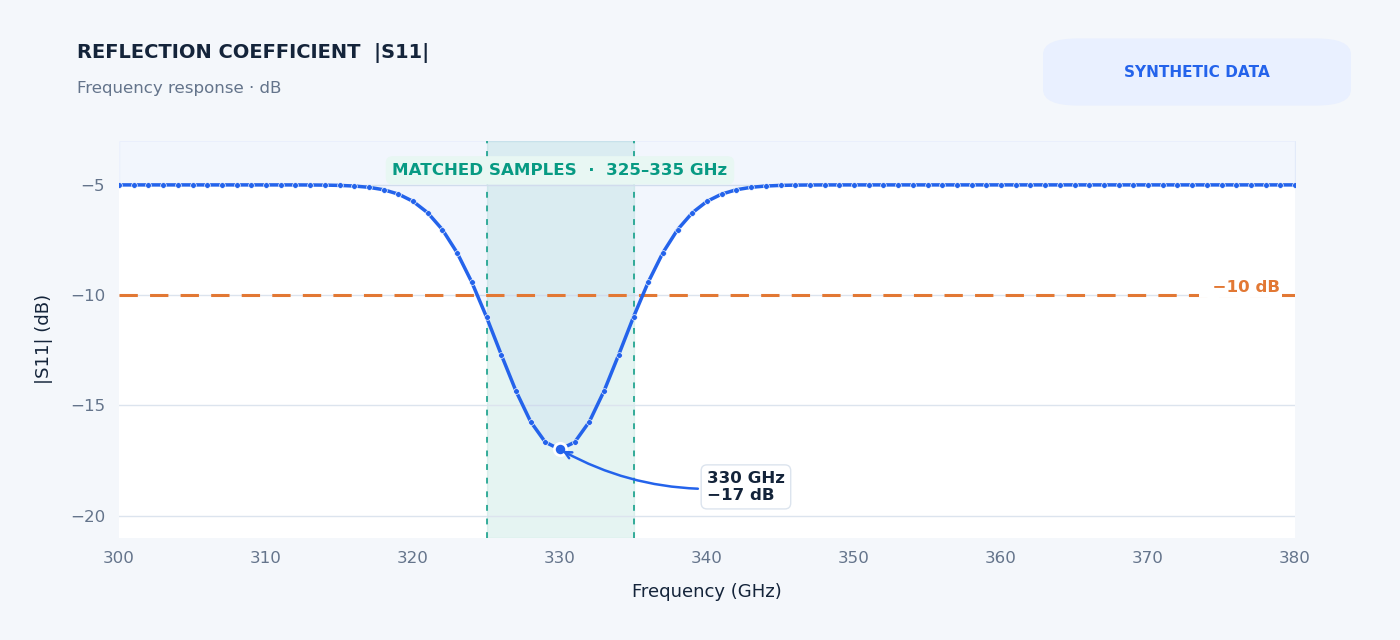 REFLECTION COEFFICIENT |S11|
Frequency response · dB
SYNTHETIC DATA
MATCHED SAMPLES · 325–335 GHz
−5
−10
−15
−20
|S11| (dB)
−10 dB
330 GHz
−17 dB
300 310 320 330 340 350 360 370 380
Frequency (GHz)